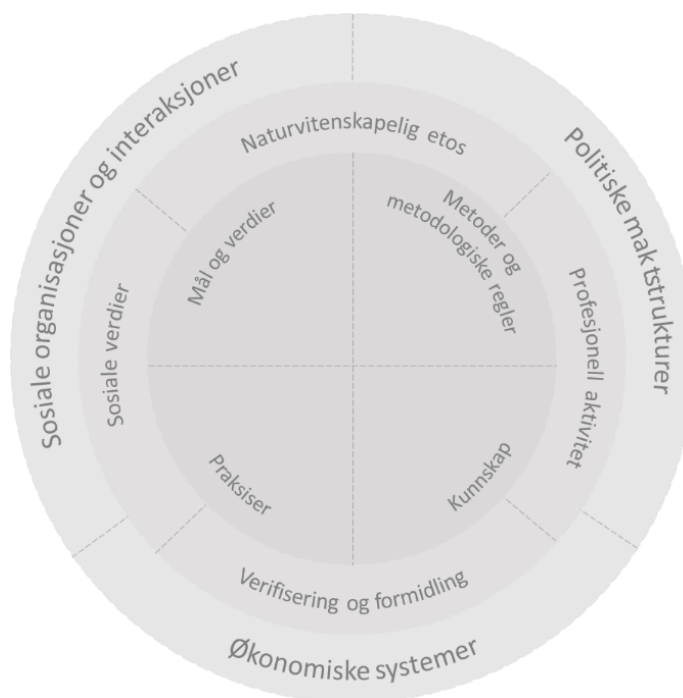 Sosiale organisasjoner og interaksjoner
Politiske maktstrukturer
Økonomiske systemer
Naturvitenskapelig etos
Profesjonell aktivitet
Verifisering og formidling
Sosiale verdier
Mål og verdier
Metoder og
metodologiske regler
Kunnskap
Praksiser